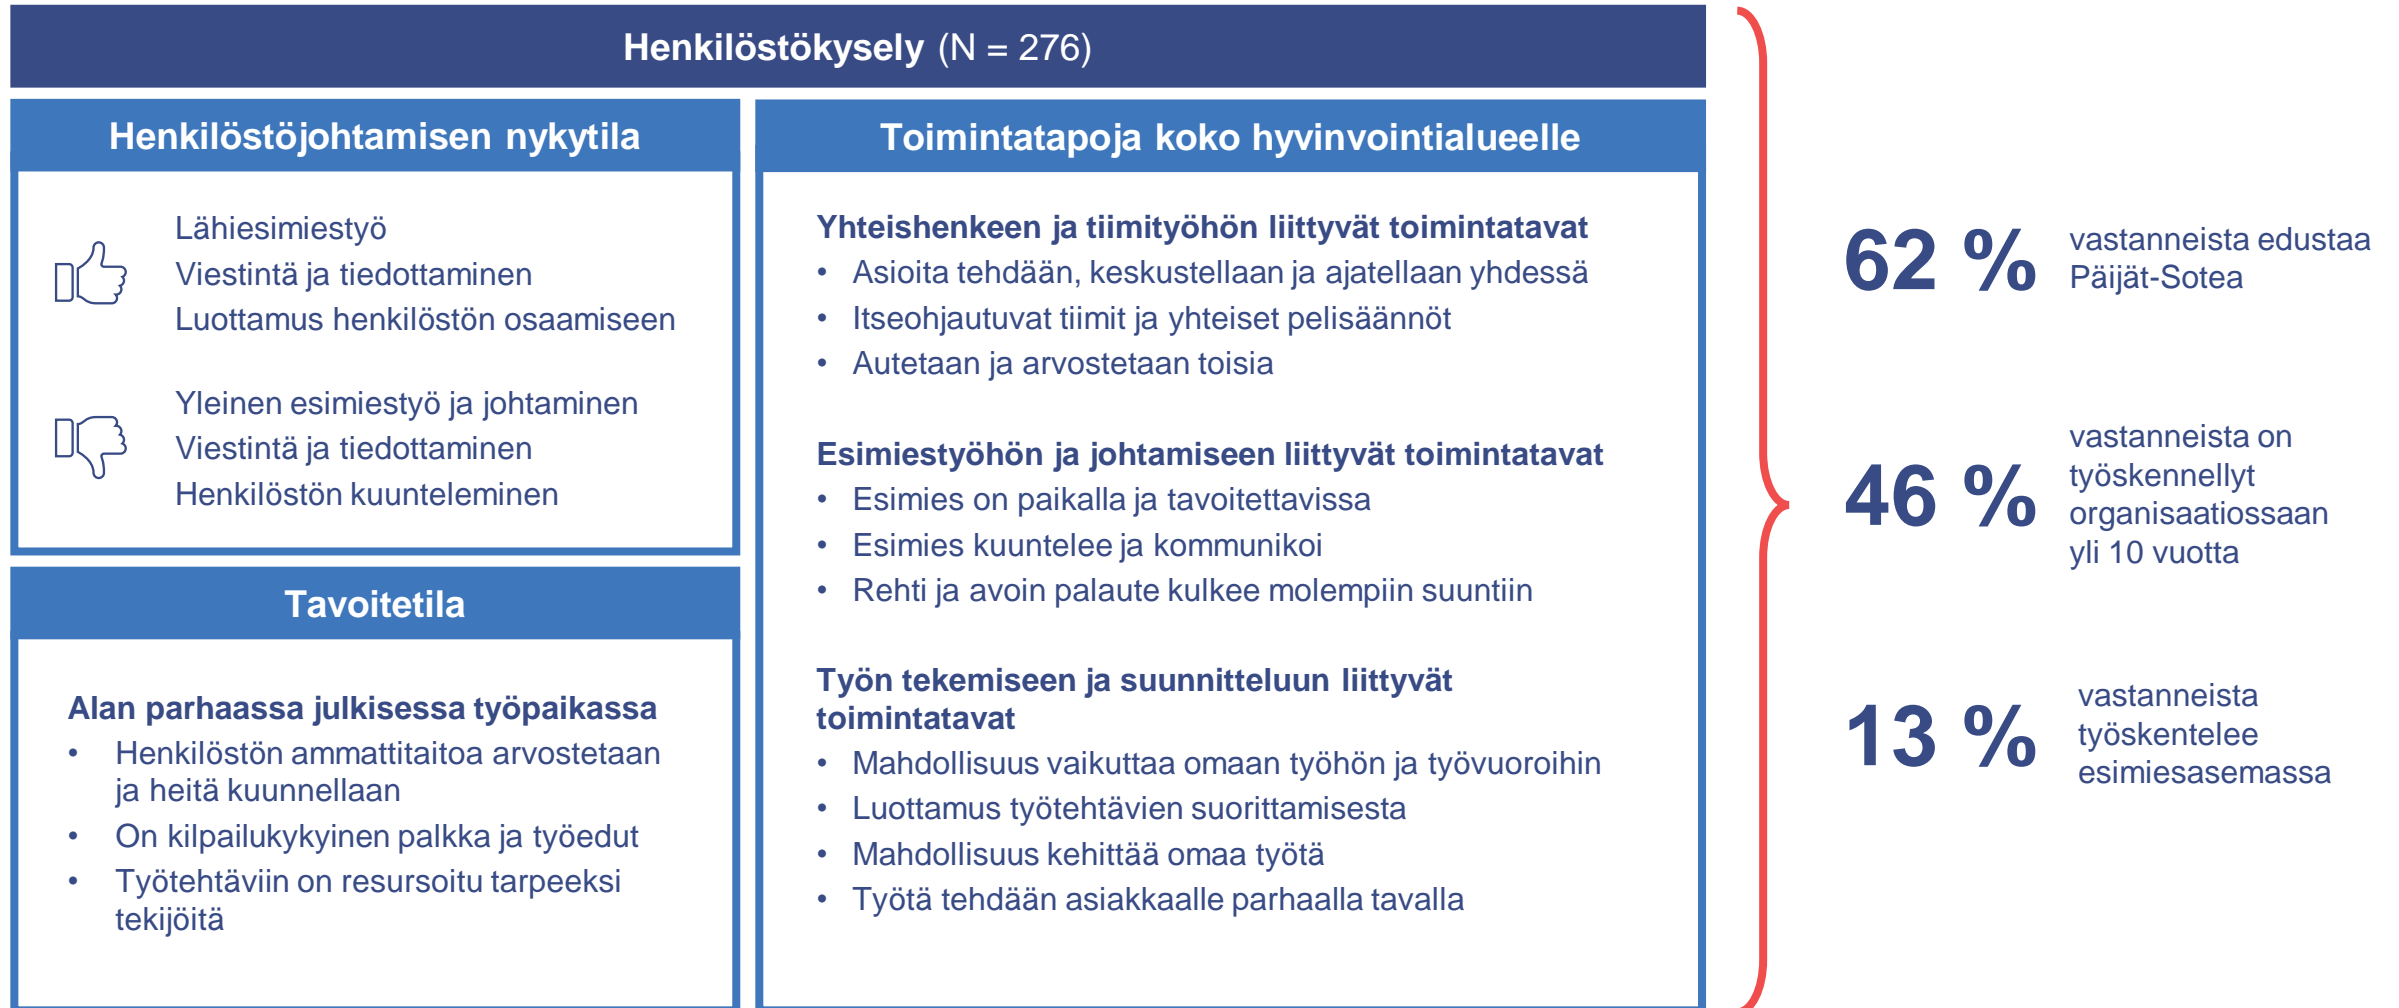 Henkilöstökysely (N = 276)
Henkilöstöjohtamisen nykytila
Lähiesimiestyö
Viestintä ja tiedottaminen
Luottamus henkilöstön osaamiseen
Yleinen esimiestyö ja johtaminen
Viestintä ja tiedottaminen
Henkilöstön kuunteleminen
Tavoitetila
Alan parhaassa julkisessa työpaikassa
• Henkilöstön ammattitaitoa arvostetaan
ja heitä kuunnellaan
• On kilpailukykyinen palkka ja työedut
• Työtehtäviin on resursoitu tarpeeksi
tekijöitä
Toimintatapoja koko hyvinvointialueelle
Yhteishenkeen ja tiimityöhön liittyvät toimintatavat
• Asioita tehdään, keskustellaan ja ajatellaan yhdessä
• Itseohjautuvat tiimit ja yhteiset pelisäännöt
• Autetaan ja arvostetaan toisia
Esimiestyöhön ja johtamiseen liittyvät toimintatavat
• Esimies on paikalla ja tavoitettavissa
• Esimies kuuntelee ja kommunikoi
• Rehti ja avoin palaute kulkee molempiin suuntiin
Työn tekemiseen ja suunnitteluun liittyvät
toimintatavat
• Mahdollisuus vaikuttaa omaan työhön ja työvuoroihin
• Luottamus työtehtävien suorittamisesta
• Mahdollisuus kehittää omaa työtä
• Työtä tehdään asiakkaalle parhaalla tavalla
62 %
vastanneista edustaa
Päijät-Sotea
46 %
vastanneista on
työskennellyt
organisaatiossaan
yli 10 vuotta
13 %
vastanneista
työskentelee
esimiesasemassa